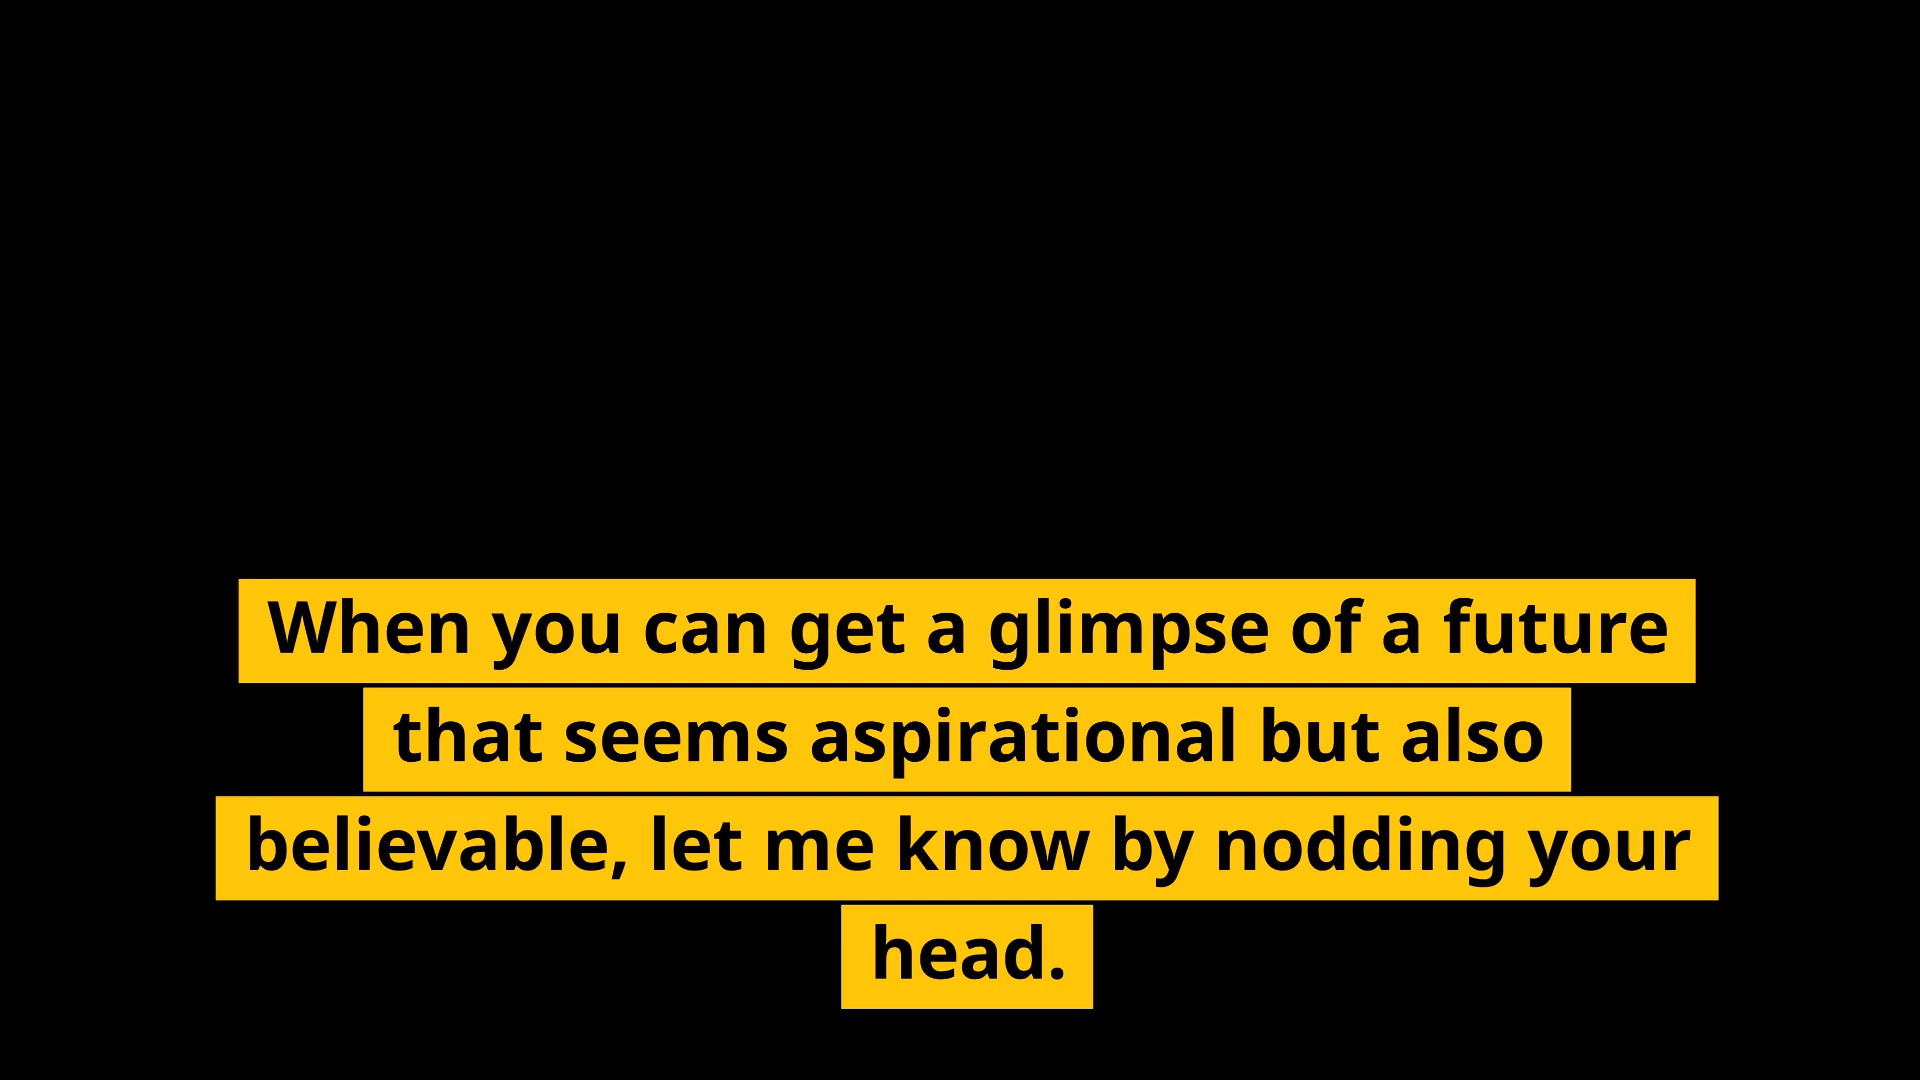 When you can get a glimpse of a future
that seems aspirational but also
believable, let me know by nodding your
head.